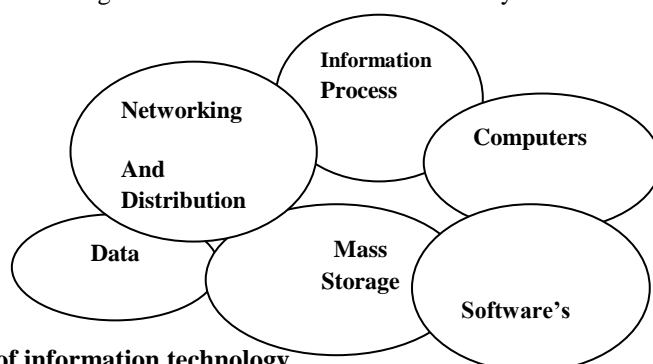 Information
Process
Networking
And
Distribution
Computers
Data
Mass
Storage
Software's
of information technology